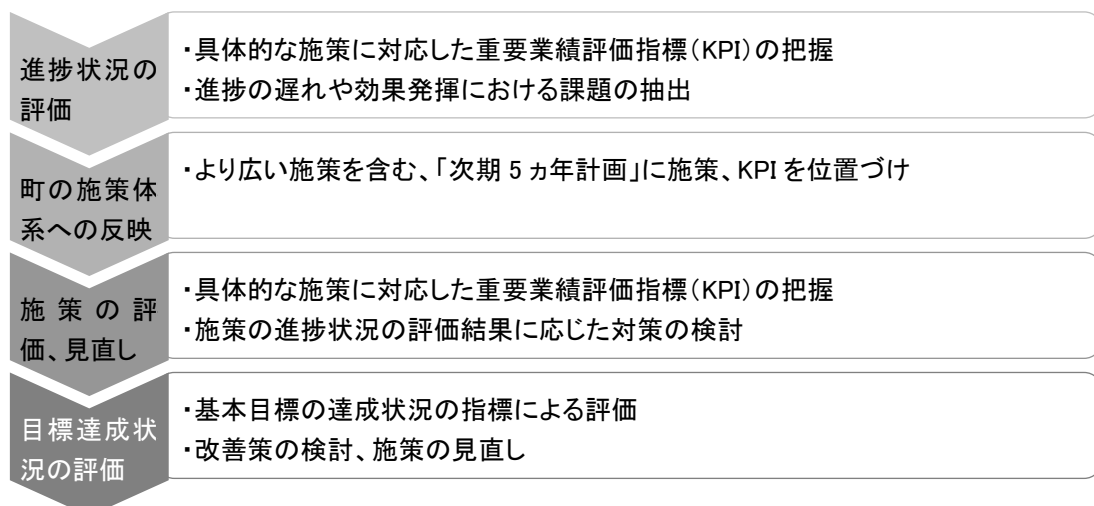 進捗状況の
評価
・具体的な施策に対応した重要業績評価指標（KPI）の把握
・進捗の遅れや効果発揮における課題の抽出
町の施策体
系への反映
・より広い施策を含む、「次期 5 ヵ年計画」に施策、KPI を位置づけ
施策の評
価、見直し
・具体的な施策に対応した重要業績評価指標（KPI）の把握
・施策の進捗状況の評価結果に応じた対策の検討
目標達成状
況の評価
・基本目標の達成状況の指標による評価
・改善策の検討、施策の見直し